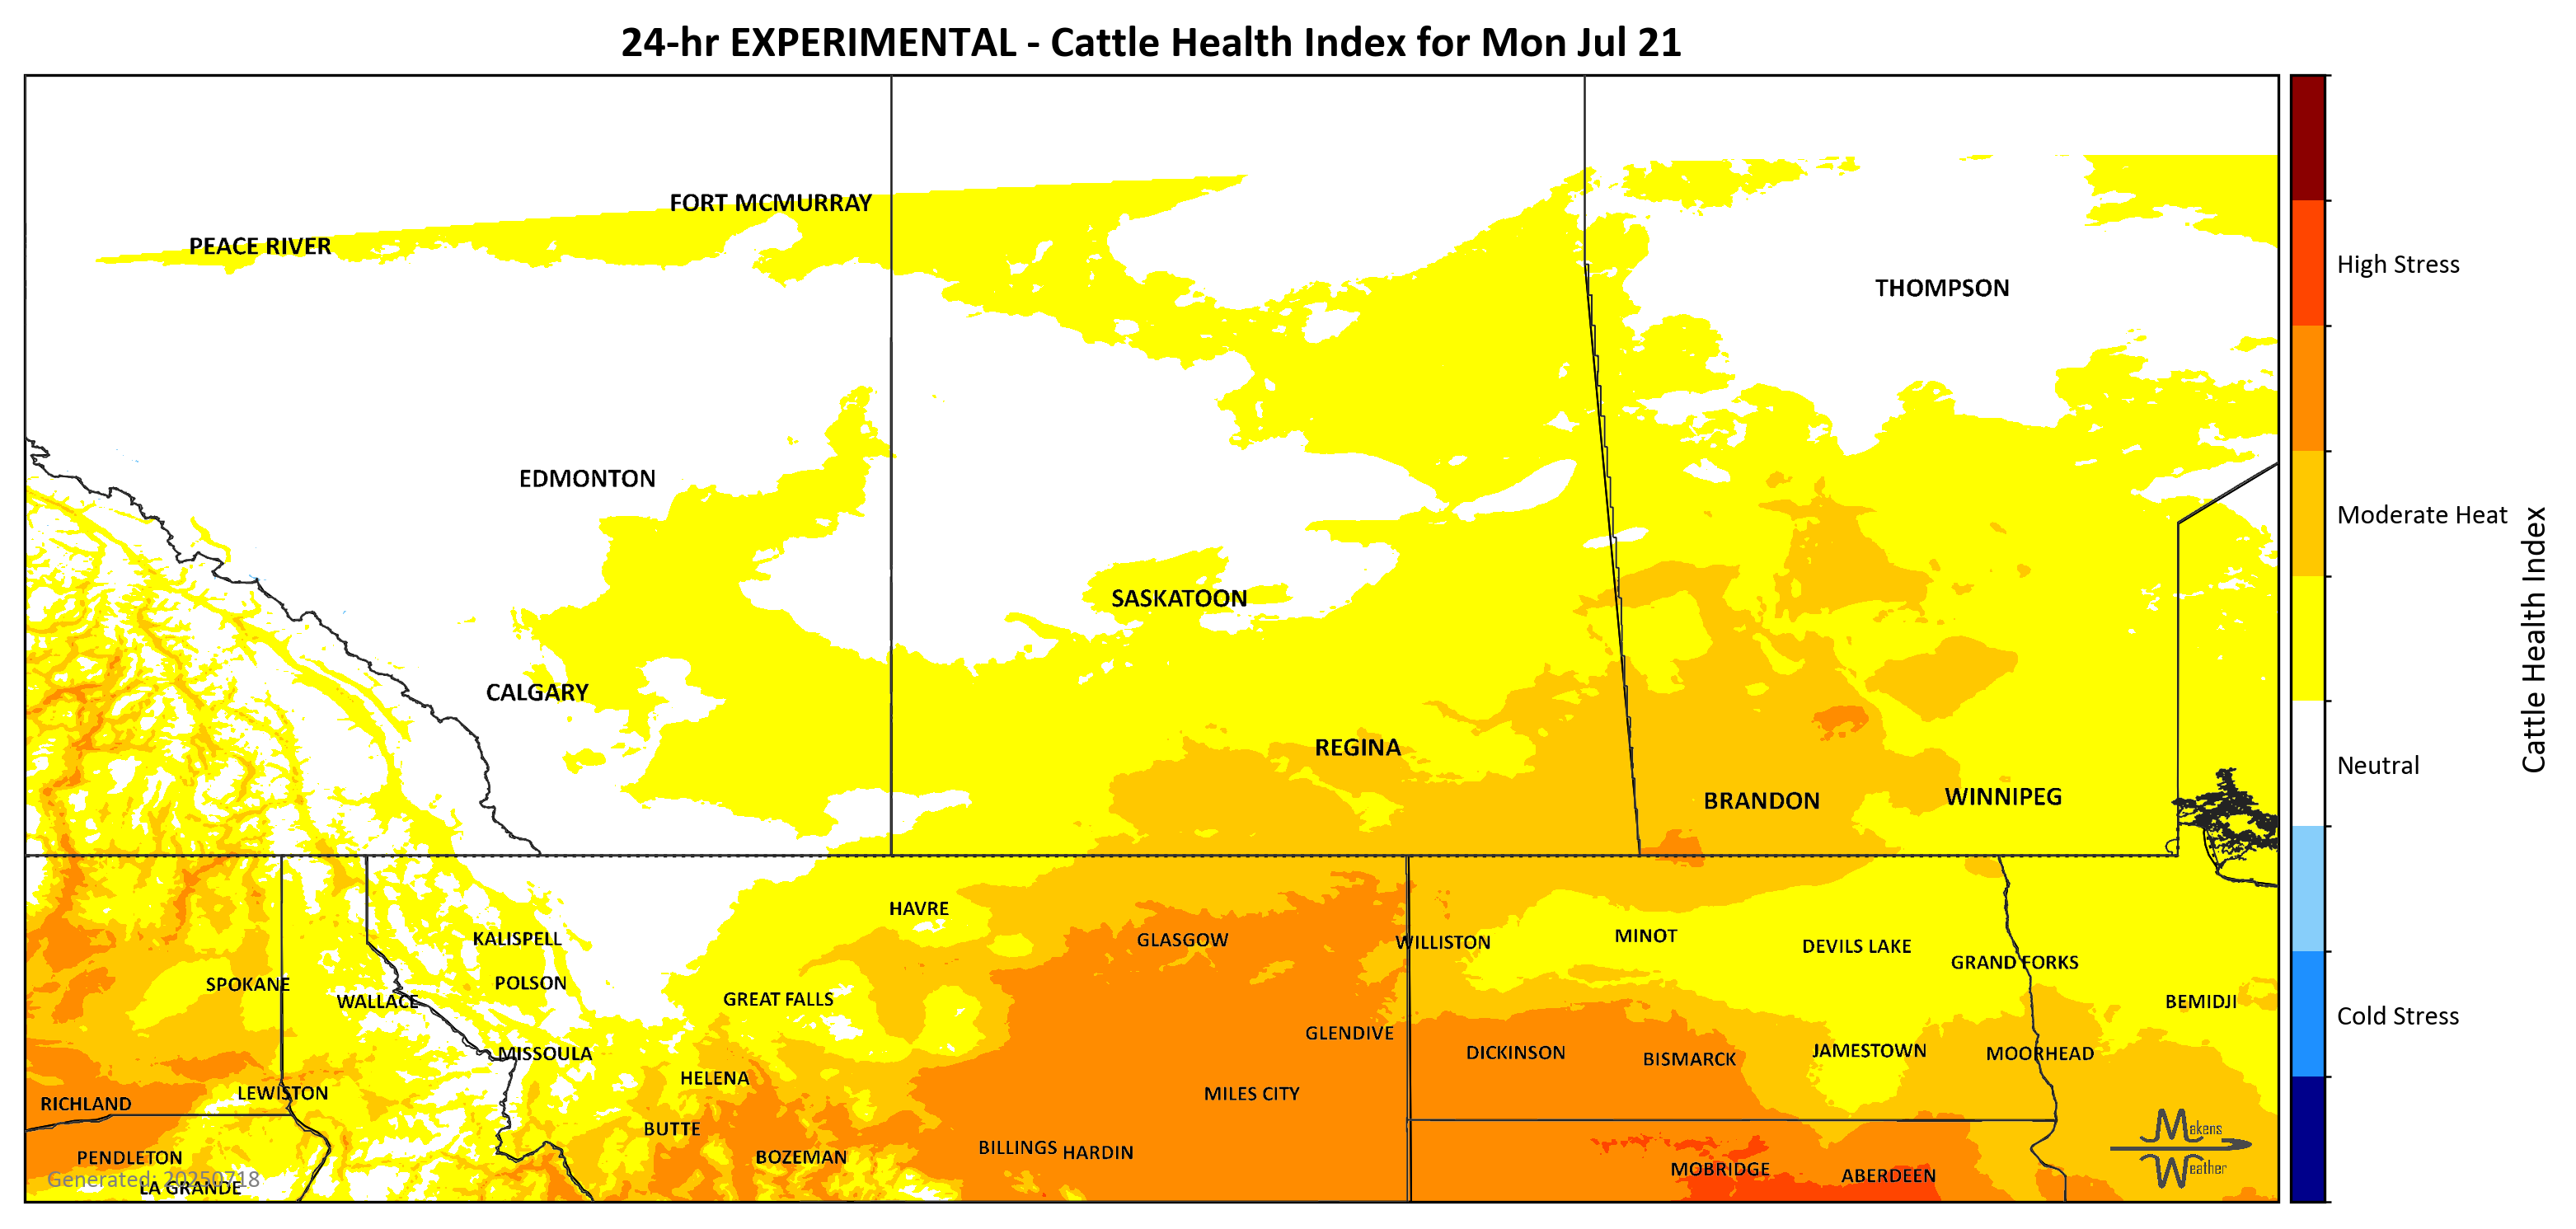 24-hr EXPERIMENTAL - Cattle Health Index for Mon Jul 21
FORT MCMURRAY
PEACE RIVER
THOMPSON
EDMONTON
SASKATOON
CALGARY
REGINA
BRANDON
WINNIPEG
HAVRE
KALISPELL
GLASGOW
WILLISTON
MINOT
DEVILS LAKE
GRAND FORKS
SPOKANE
POLSON
WALLACE
GREAT FALLS
BEMIDJI
GLENDIVE
MISSOULA
DICKINSON
BISMARCK
JAMESTOWN
MOORHEAD
HELENA
LEWISTON
MILES CITY
RICHLAND
BUTTE
BILLINGS
HARDIN
PENDLETON
BOZEMAN
MOBRIDGE
ABERDEEN
Generated: 20250718
LA GRANDE
Makens
Weather
High Stress
Moderate Heat
Neutral
Cold Stress
Cattle Health Index